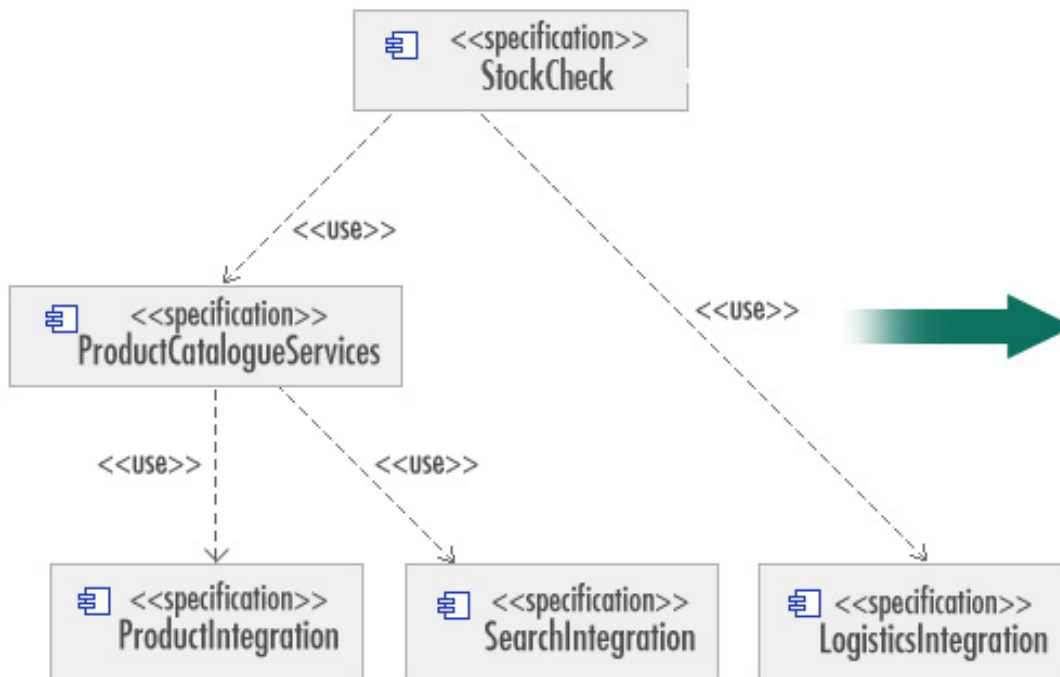 <<specification>>
StockCheck
<<use>>
<<use>>
<<specification>>
ProductCatalogueServices
<<use>>
<<use>>
<<specification>>
ProductIntegration
<<specification>>
SearchIntegration
<<specification>>
LogisticsIntegration